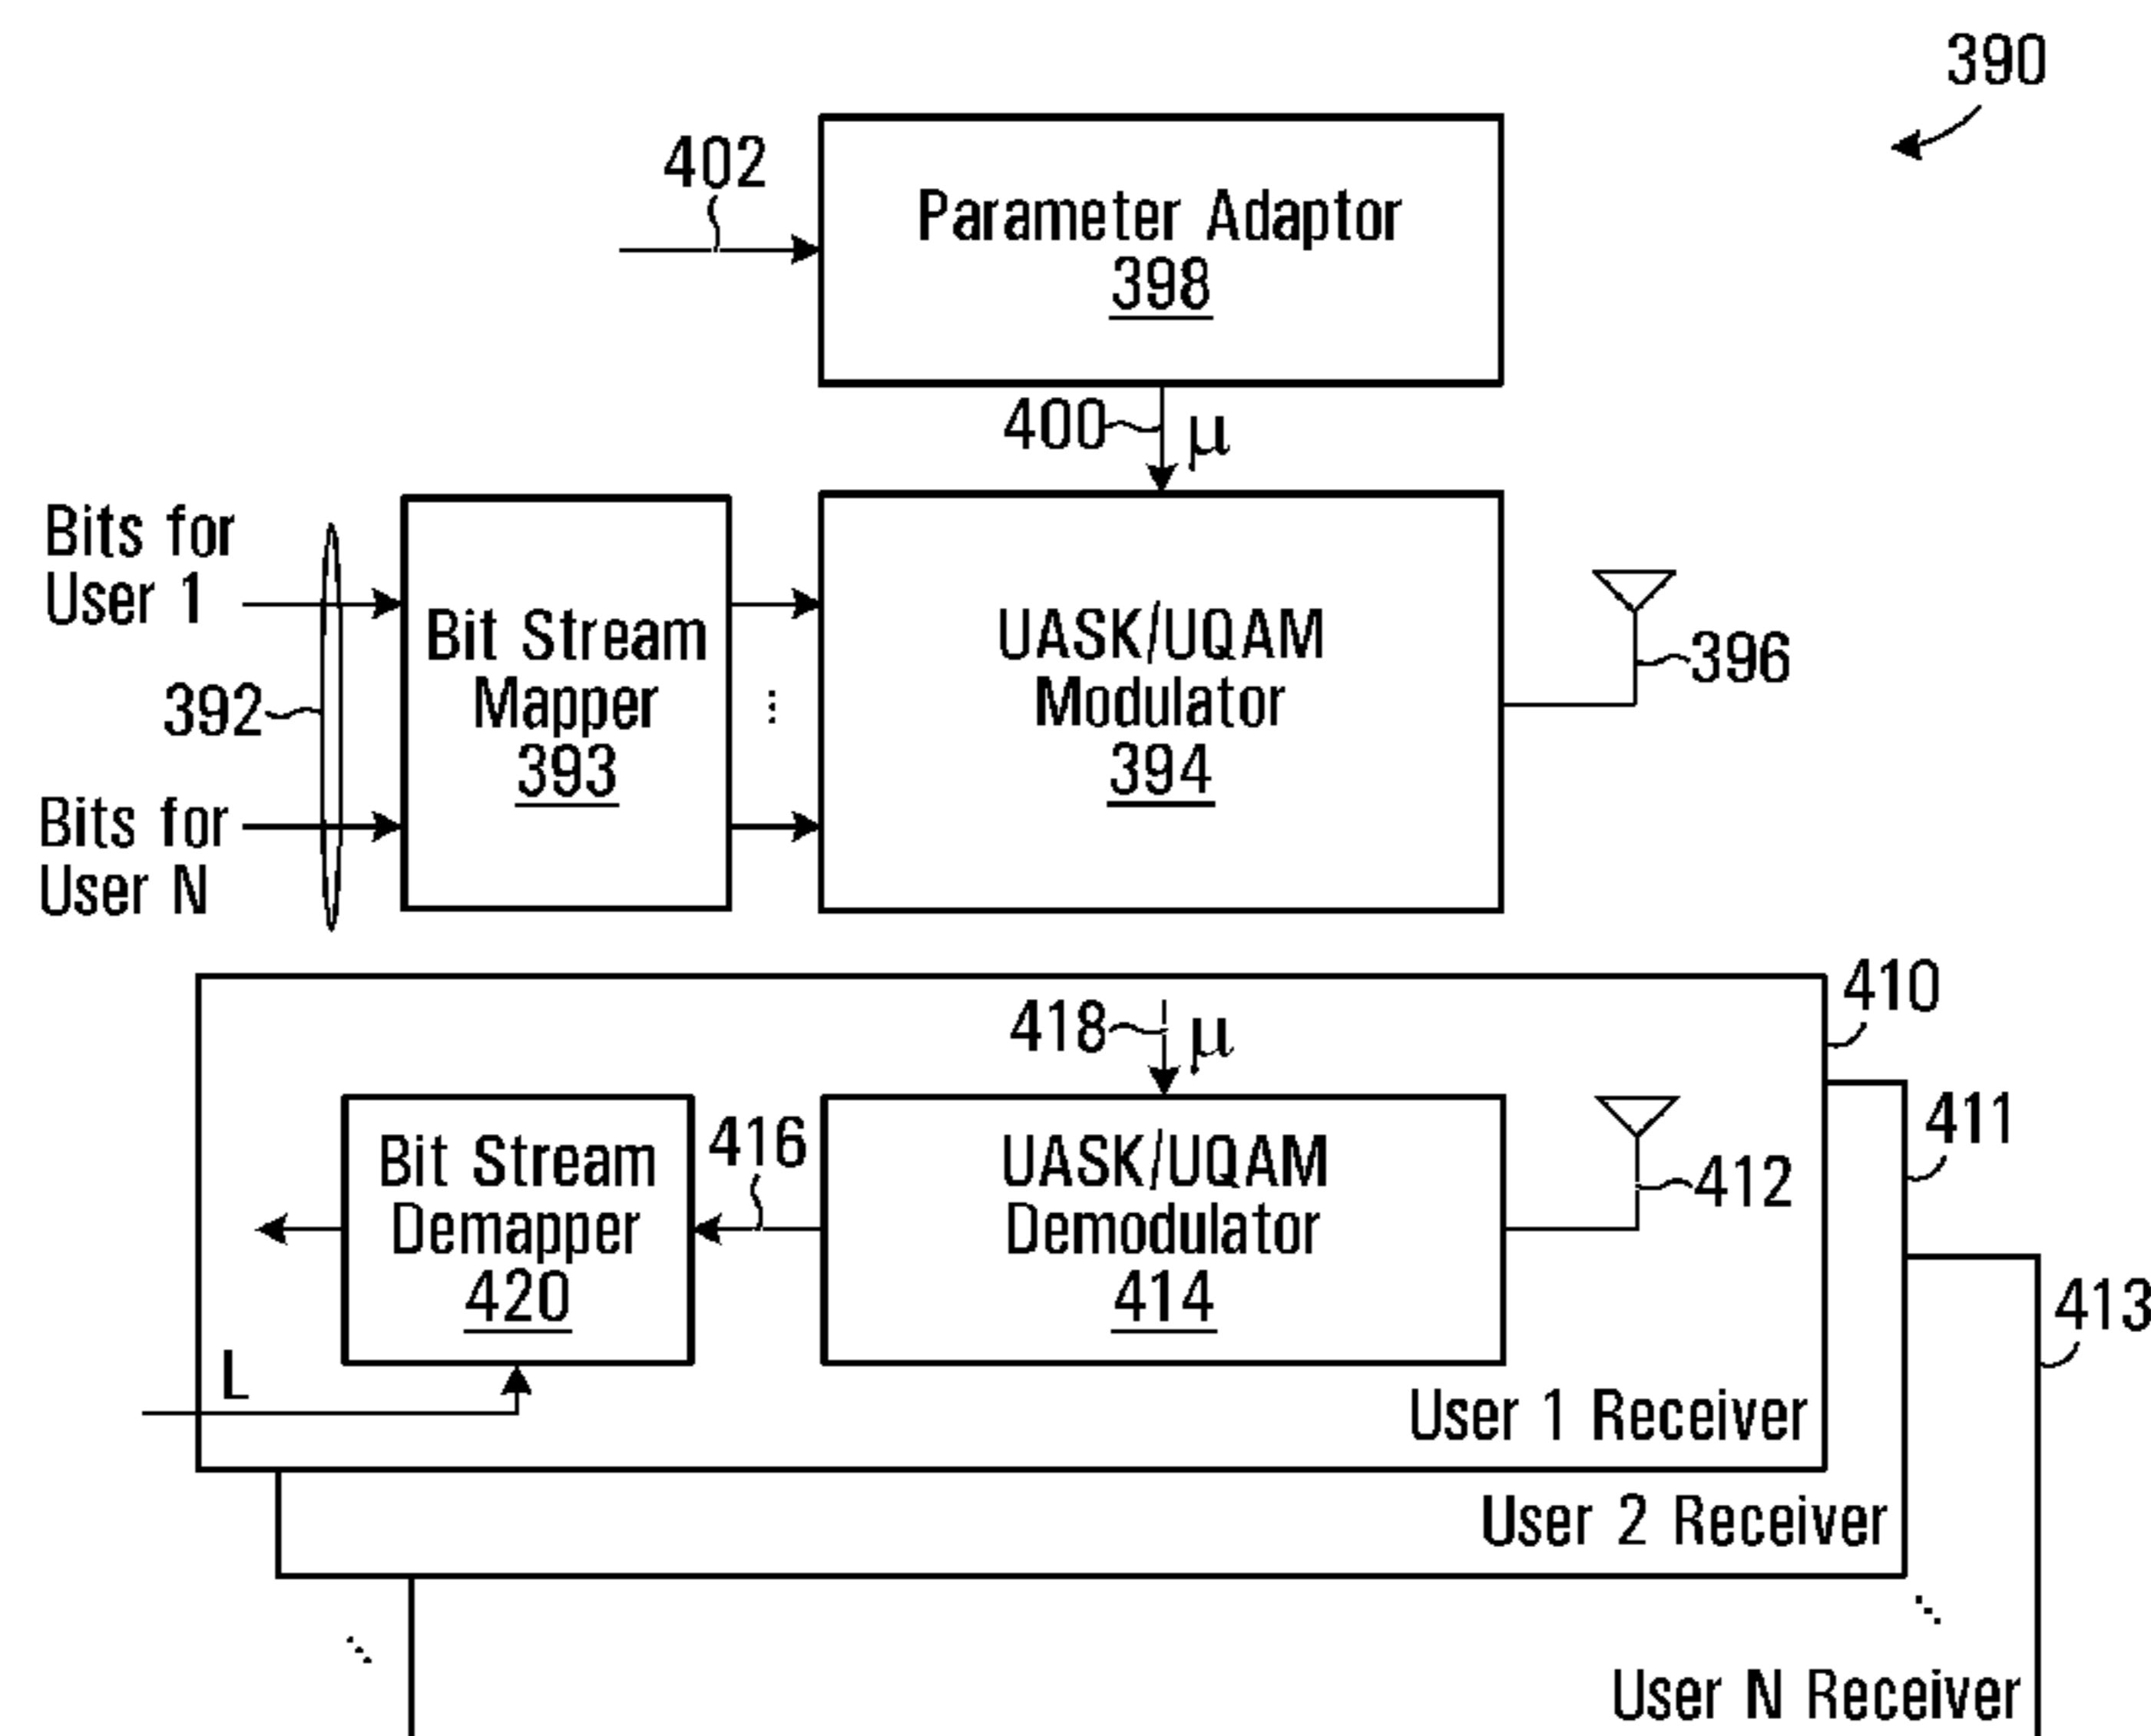 390
402
Parameter Adaptor
398
400
μ
Bits for
User 1
392
Bits for
User N
Bit Stream
Mapper
393
UASK/UQAM
Modulator
394
396
410
418
μ
411
Bit Stream
Demapper
420
416
UASK/UQAM
Demodulator
414
412
413
L
User 1 Receiver
User 2 Receiver
User N Receiver